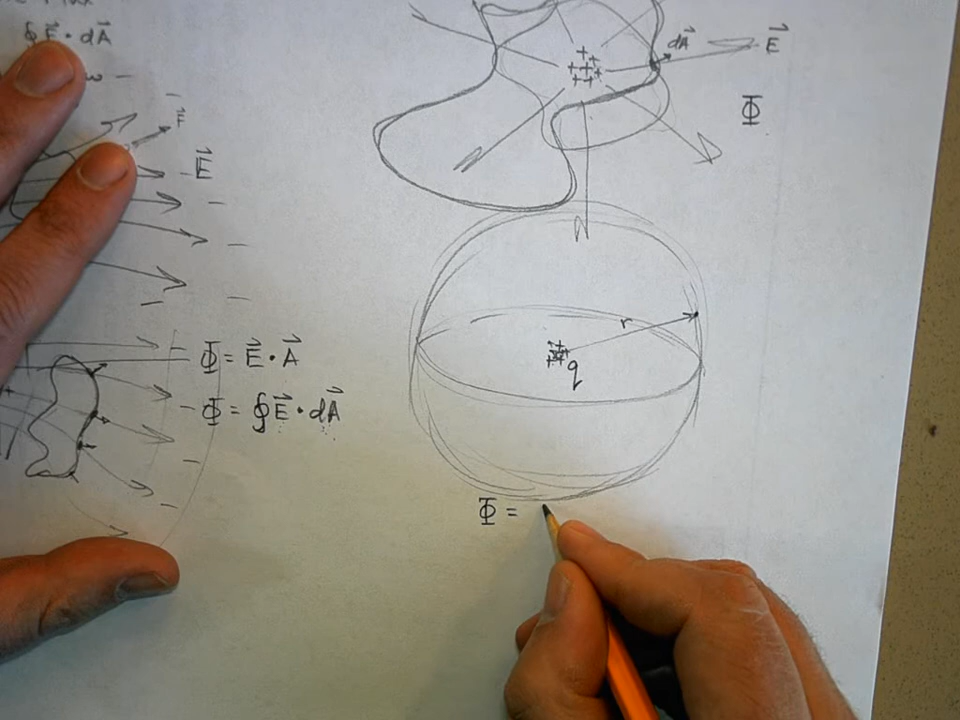 ∮ E⃗ · dA⃗
E⃗
dA⃗
E⃗
Φ
r
q
Φ = E⃗ · A⃗
Φ = ∮ E⃗ · dA⃗
Φ =